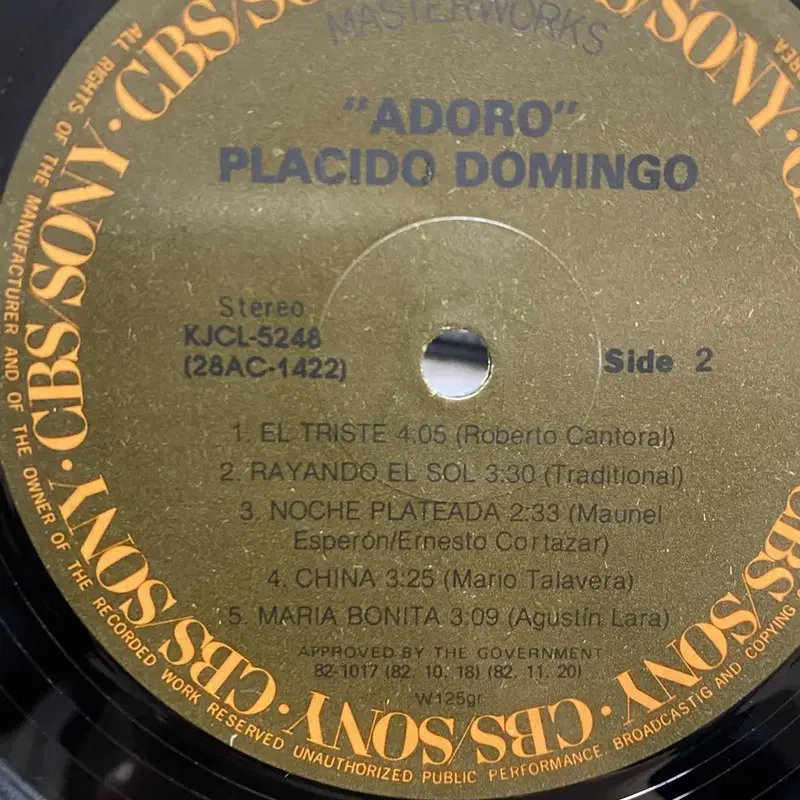 MASTERWORKS
"ADORO"
PLACIDO DOMINGO
Stereo
KJCL-5248
(28AC-1422)
Side 2
1. EL TRISTE 4:05 (Roberto Cantoral)
2. RAYANDO EL SOL 3:30 (Traditional)
3. NOCHE PLATEADA 2:33 (Maunel
Esperón/Ernesto Cortazar)
4. CHINA 3:25 (Mario Talavera)
5. MARIA BONITA 3:09 (Agustín Lara)
APPROVED BY THE GOVERNMENT
82-1017 (82. 10. 18) (82. 11. 20)
W125gr
CBS/SONY · CBS/SONY · CBS/SONY · CBS/SONY · CBS/SONY · CBS/SONY
ALL RIGHTS OF THE MANUFACTURER AND OF THE OWNER OF THE RECORDED WORK RESERVED UNAUTHORIZED PUBLIC PERFORMANCE. BROADCASTIG AND COPYING